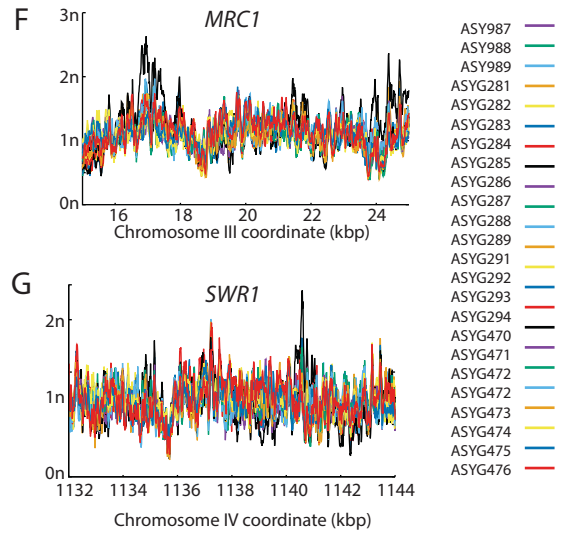 F
MRC1
3n
2n
1n
0n
16 18 20 22 24
Chromosome III coordinate (kbp)
G
SWR1
2n
1n
0n
1132 1134 1136 1138 1140 1142 1144
Chromosome IV coordinate (kbp)
ASY987
ASY988
ASY989
ASYG281
ASYG282
ASYG283
ASYG284
ASYG285
ASYG286
ASYG287
ASYG288
ASYG289
ASYG291
ASYG292
ASYG293
ASYG294
ASYG470
ASYG471
ASYG472
ASYG472
ASYG473
ASYG474
ASYG475
ASYG476